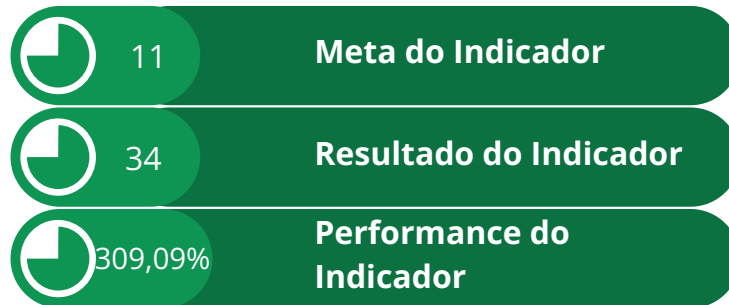 11 Meta do Indicador
34 Resultado do Indicador
309,09% Performance do
Indicador